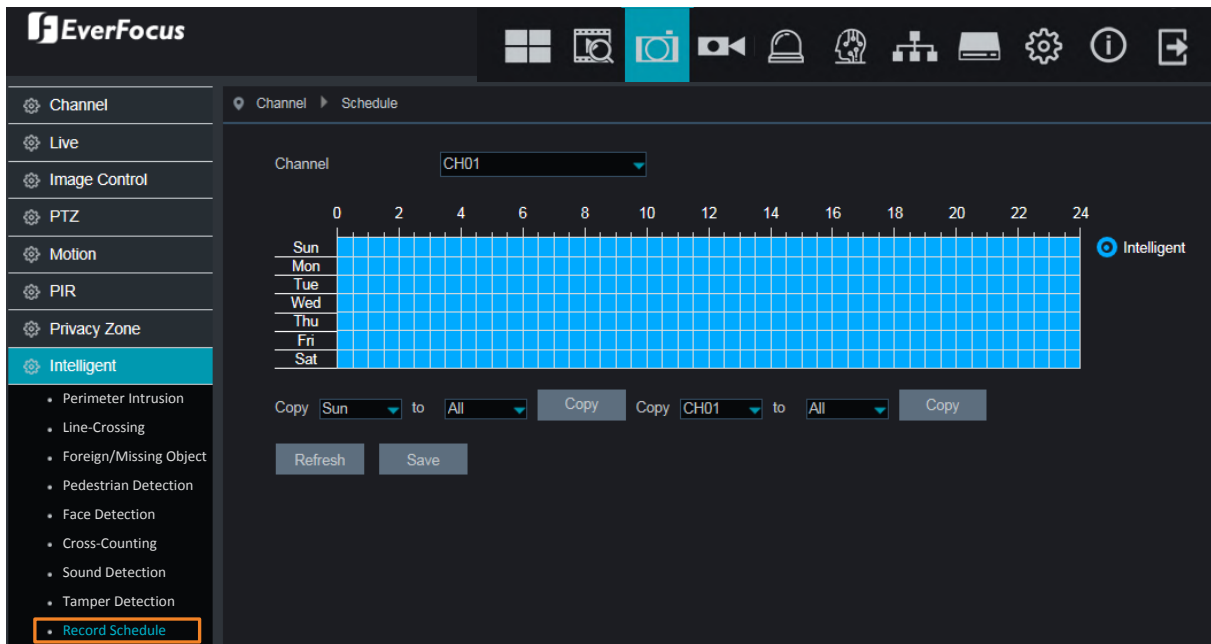 EverFocus
Channel
Live
Image Control
PTZ
Motion
PIR
Privacy Zone
Intelligent
Perimeter Intrusion
Line-Crossing
Foreign/Missing Object
Pedestrian Detection
Face Detection
Cross-Counting
Sound Detection
Tamper Detection
Record Schedule
Channel Schedule
Channel CH01
0 2 4 6 8 10 12 14 16 18 20 22 24
Sun
Mon
Tue
Wed
Thu
Fri
Sat
Intelligent
Copy Sun to All Copy Copy CH01 to All Copy
Refresh Save